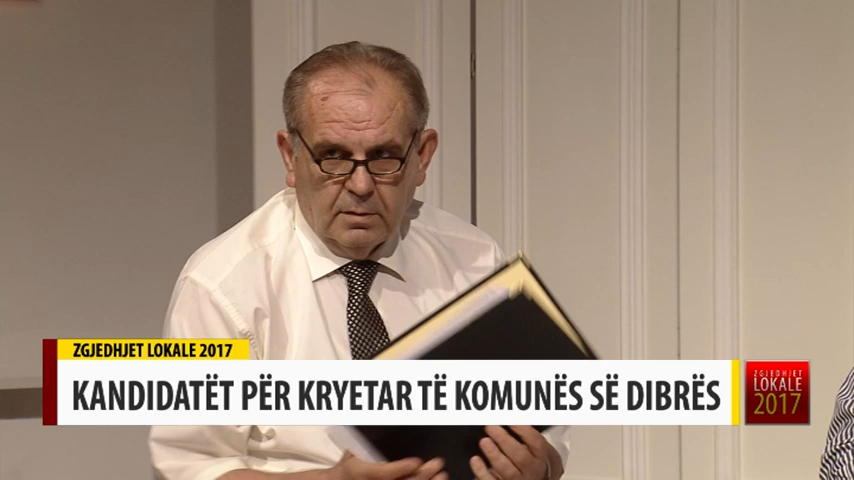 ZGJEDHJET LOKALE 2017
KANDIDATËT PËR KRYETAR TË KOMUNËS SË DIBRËS
ZGJEDHJET
LOKALE
2017